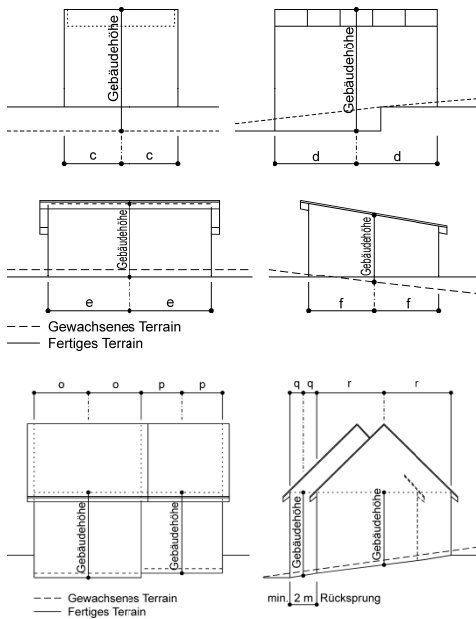 Gebäudehöhe
Gebäudehöhe
c c
d d
Gebäudehöhe
Gebäudehöhe
e e
f f
Gewachsenes Terrain
Fertiges Terrain
o o p p
q q r r
Gebäudehöhe
Gebäudehöhe
Gebäudehöhe
Gebäudehöhe
Gewachsenes Terrain
Fertiges Terrain
min. 2 m Rücksprung